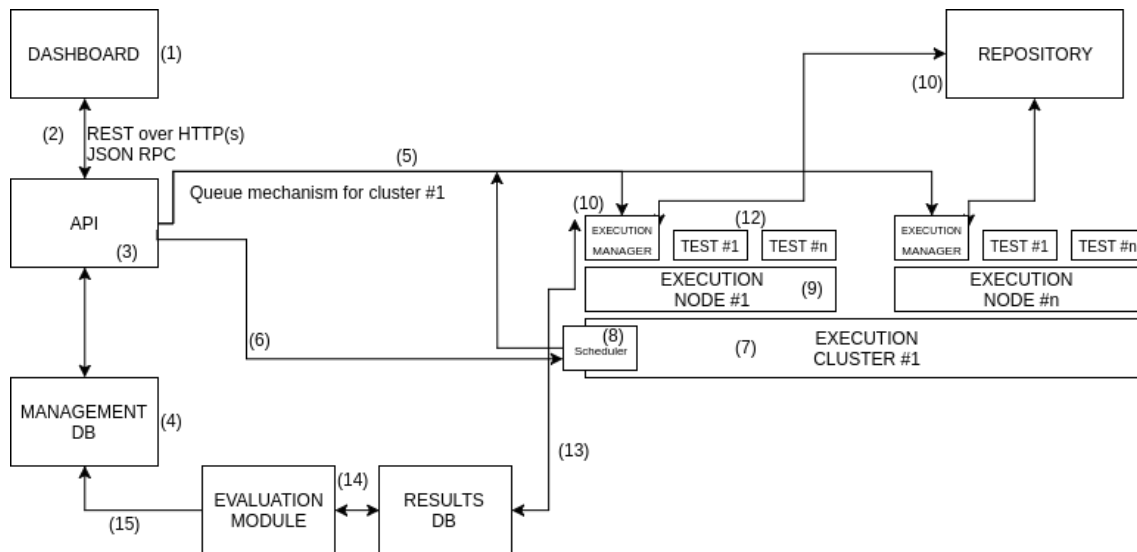 DASHBOARD
(1)
REPOSITORY
(10)
(2)
REST over HTTP(s)
JSON RPC
(5)
Queue mechanism for cluster #1
API
(3)
(10)
(12)
EXECUTION
MANAGER
TEST #1
TEST #n
EXECUTION
MANAGER
TEST #1
TEST #n
EXECUTION
NODE #1
(9)
EXECUTION
NODE #n
(6)
(8)
Scheduler
(7)
EXECUTION
CLUSTER #1
MANAGEMENT
DB
(4)
(13)
EVALUATION
MODULE
(14)
RESULTS
DB
(15)